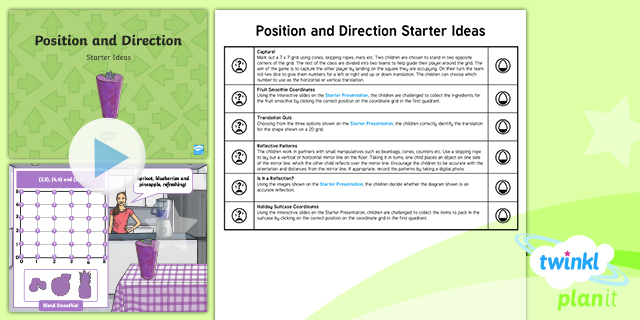 Position and Direction
Starter Ideas
(2,5), (4,4) and
apricot, blueberries and
pineapple, refreshing!
5
4
3
2
1
0
0 1 2 3 4 5
Blend Smoothie!
Position and Direction Starter Ideas
Capture!
Mark out a 7 x 7 grid using cones, skipping ropes, mats etc. Two children are chosen to stand in two opposite
corners of the grid. The rest of the class are divided into two teams to help guide their player around the grid. The
aim of the game is to capture the other player by landing on the square they are occupying. On their turn the team
roll two dice to give them numbers for a left or right and up or down translation. The children can choose which
number to use as the horizontal or vertical translation.
Fruit Smoothie Coordinates
Using the interactive slides on the Starter Presentation, the children are challenged to collect the ingredients for
the fruit smoothie by clicking the correct position on the coordinate grid in the first quadrant.
Translation Quiz
Choosing from the three options shown on the Starter Presentation, the children correctly identify the translation
for the shape shown on a 2D grid.
Reflective Patterns
The children work in partners with small manipulatives such as bearbags, cones, counters etc. Use a skipping rope
to lay out a vertical or horizontal mirror line on the floor. Taking it in turns, one child places an object on one side
of the mirror line, which the other child reflects over the mirror line. Encourage the children to be accurate with the
orientation and distances from the mirror line. If appropriate, record the patterns by taking a digital photo.
Is it a Reflection?
Using the images shown on the Starter Presentation, the children decide whether the diagram shown is an
accurate reflection.
Holiday Suitcase Coordinates
Using the interactive slides on the Starter Presentation, the children are challenged to collect the items to pack in the
suitcase by clicking on the correct position on the coordinate grid in the first quadrant.
twinkl
planit